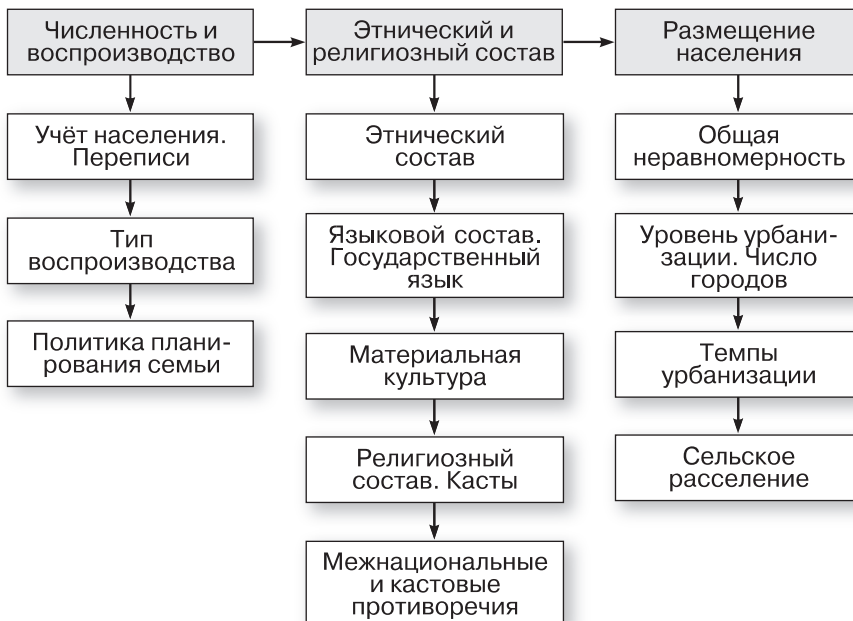 Численность и
воспроизводство
Учёт населения.
Переписи
Тип
воспроизводства
Политика плани-
рования семьи
Этнический и
религиозный состав
Этнический
состав
Языковой состав.
Государственный
язык
Материальная
культура
Религиозный
состав. Касты
Межнациональные
и кастовые
противоречия
Размещение
населения
Общая
неравномерность
Уровень урбани-
зации. Число
городов
Темпы
урбанизации
Сельское
расселение